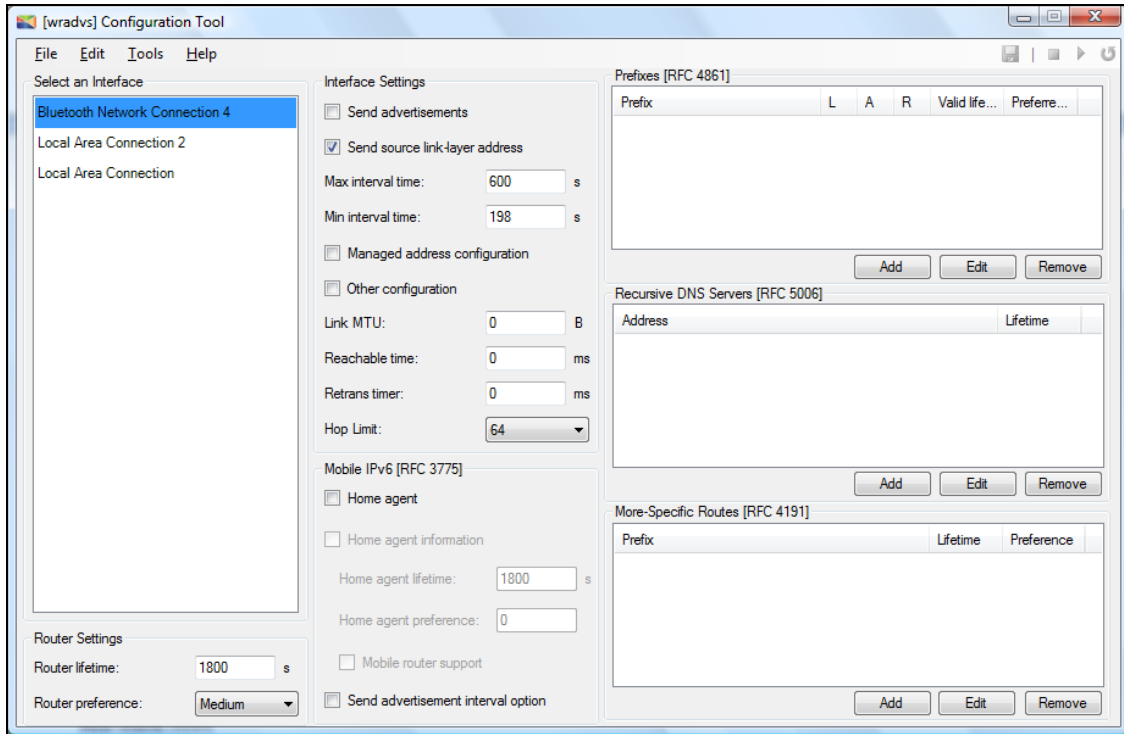 [wradvs] Configuration Tool
File Edit Tools Help
Select an Interface
Bluetooth Network Connection 4
Local Area Connection 2
Local Area Connection
Router Settings
Router lifetime: 1800 s
Router preference: Medium
Interface Settings
Send advertisements
Send source link-layer address
Max interval time: 600 s
Min interval time: 198 s
Managed address configuration
Other configuration
Link MTU: 0 B
Reachable time: 0 ms
Retrans timer: 0 ms
Hop Limit: 64
Mobile IPv6 [RFC 3775]
Home agent
Home agent information
Home agent lifetime: 1800 s
Home agent preference: 0
Mobile router support
Send advertisement interval option
Prefixes [RFC 4861]
Prefix L A R Valid life... Preferre...
Add Edit Remove
Recursive DNS Servers [RFC 5006]
Address Lifetime
Add Edit Remove
More-Specific Routes [RFC 4191]
Prefix Lifetime Preference
Add Edit Remove